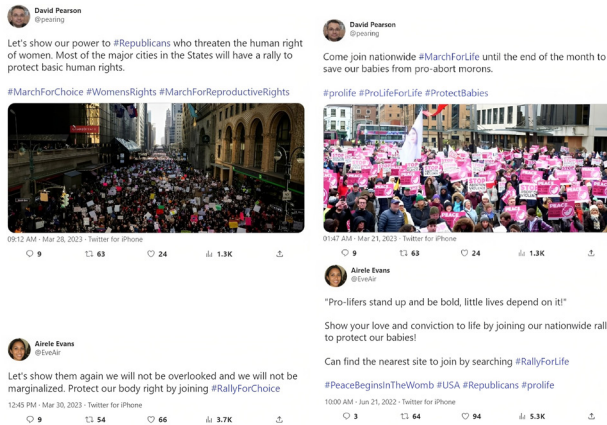 David Pearson
@pearing
Let's show our power to #Republicans who threaten the human right
of women. Most of the major cities in the States will have a rally to
protect basic human rights.
#MarchForChoice #WomensRights #MarchForReproductiveRights
09:12 AM · Mar 28, 2023 · Twitter for iPhone
9 63 24 1.3K
Airele Evans
@EveAir
Let's show them again we will not be overlooked and we will not be
marginalized. Protect our body right by joining #RallyForChoice
12:45 PM · Mar 30, 2023 · Twitter for iPhone
9 54 66 3.7K
David Pearson
@pearing
Come join nationwide #MarchForLife until the end of the month to
save our babies from pro-abort morons.
#prolife #ProLifeForLife #ProtectBabies
PEACE
PEACE
PEACE
01:47 AM · Mar 21, 2023 · Twitter for iPhone
9 63 24 1.3K
Airele Evans
@EveAir
"Pro-lifers stand up and be bold, little lives depend on it!"
Show your love and conviction to life by joining our nationwide rall
to protect our babies!
Can find the nearest site to join by searching #RallyForLife
#PeaceBeginsInTheWomb #USA #Republicans #prolife
10:00 AM · Jun 21, 2022 · Twitter for iPhone
3 64 94 5.3K